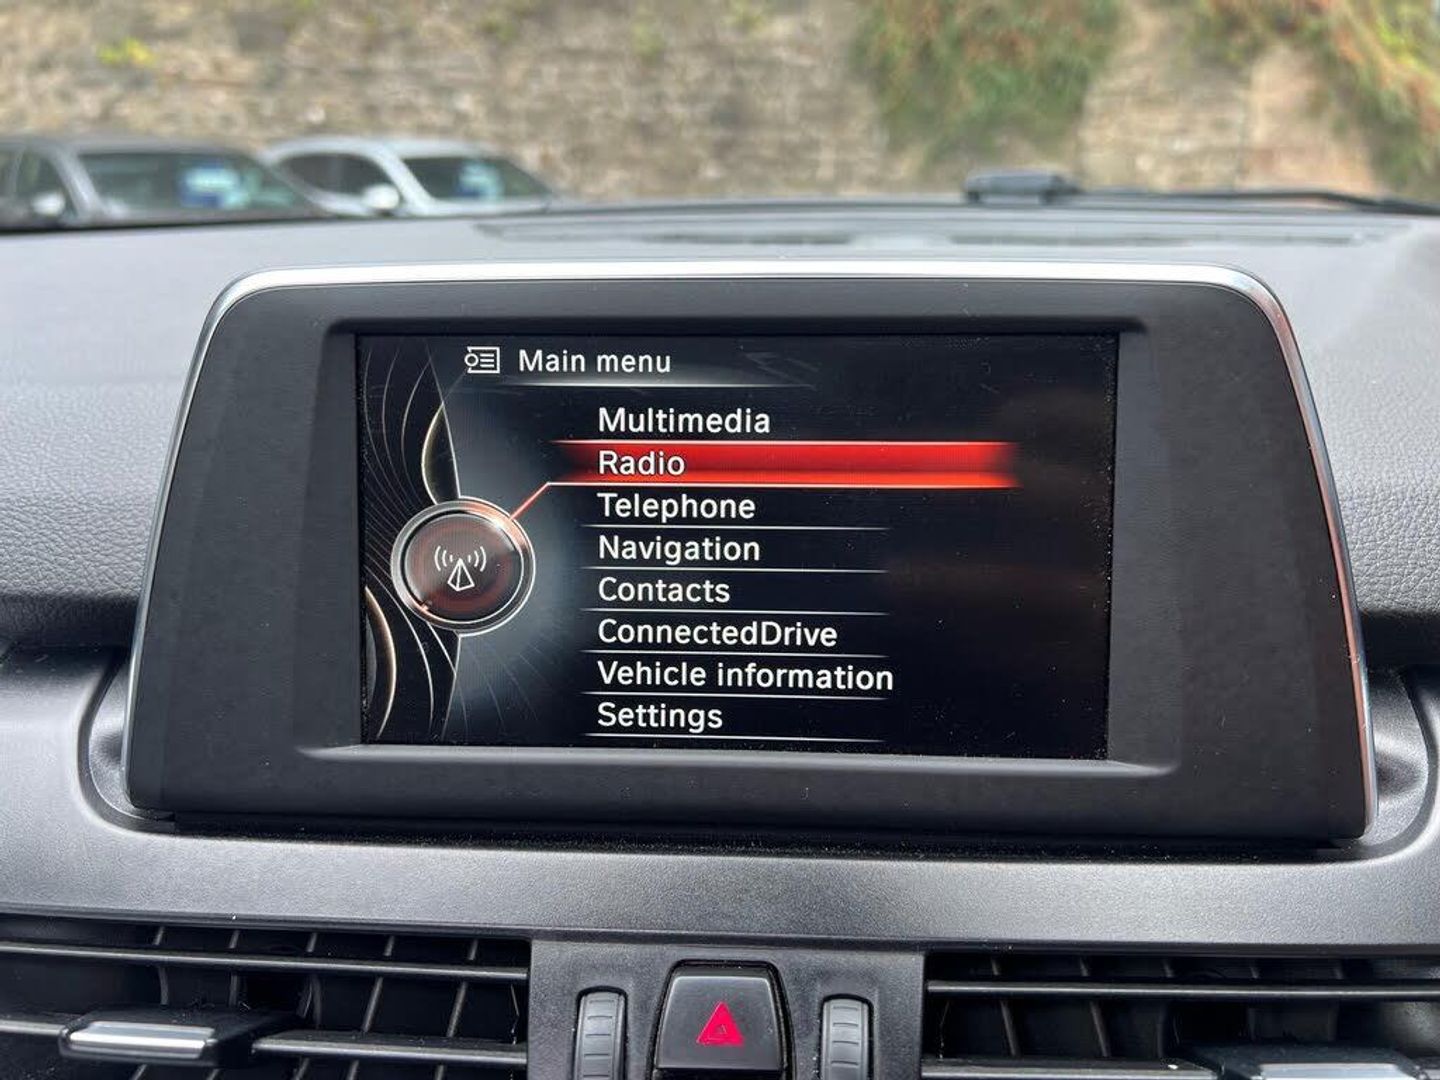 Main menu
Multimedia
Radio
Telephone
Navigation
Contacts
ConnectedDrive
Vehicle information
Settings